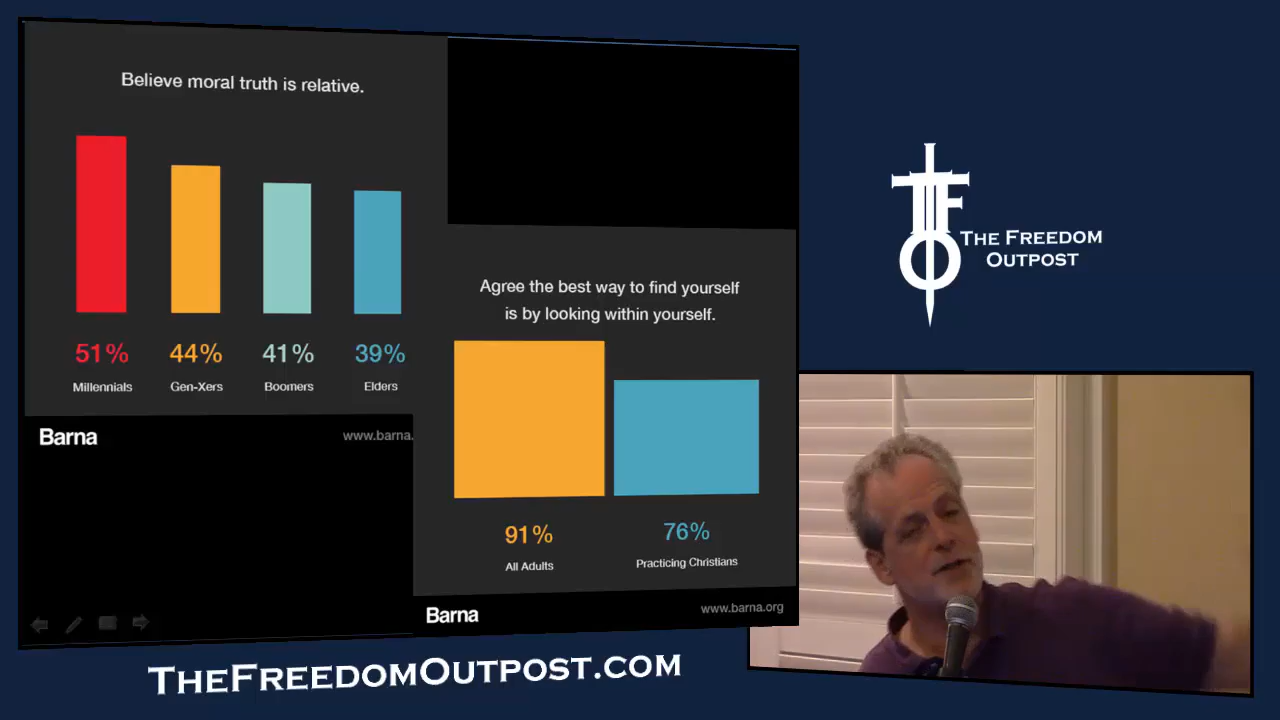 Believe moral truth is relative.
51% 44% 41% 39%
Millennials Gen-Xers Boomers Elders
Barna
www.barna.
Agree the best way to find yourself
is by looking within yourself.
91% 76%
All Adults Practicing Christians
Barna
www.barna.org
TFO
THE FREEDOM
OUTPOST
THEFREEDOMOUTPOST.COM